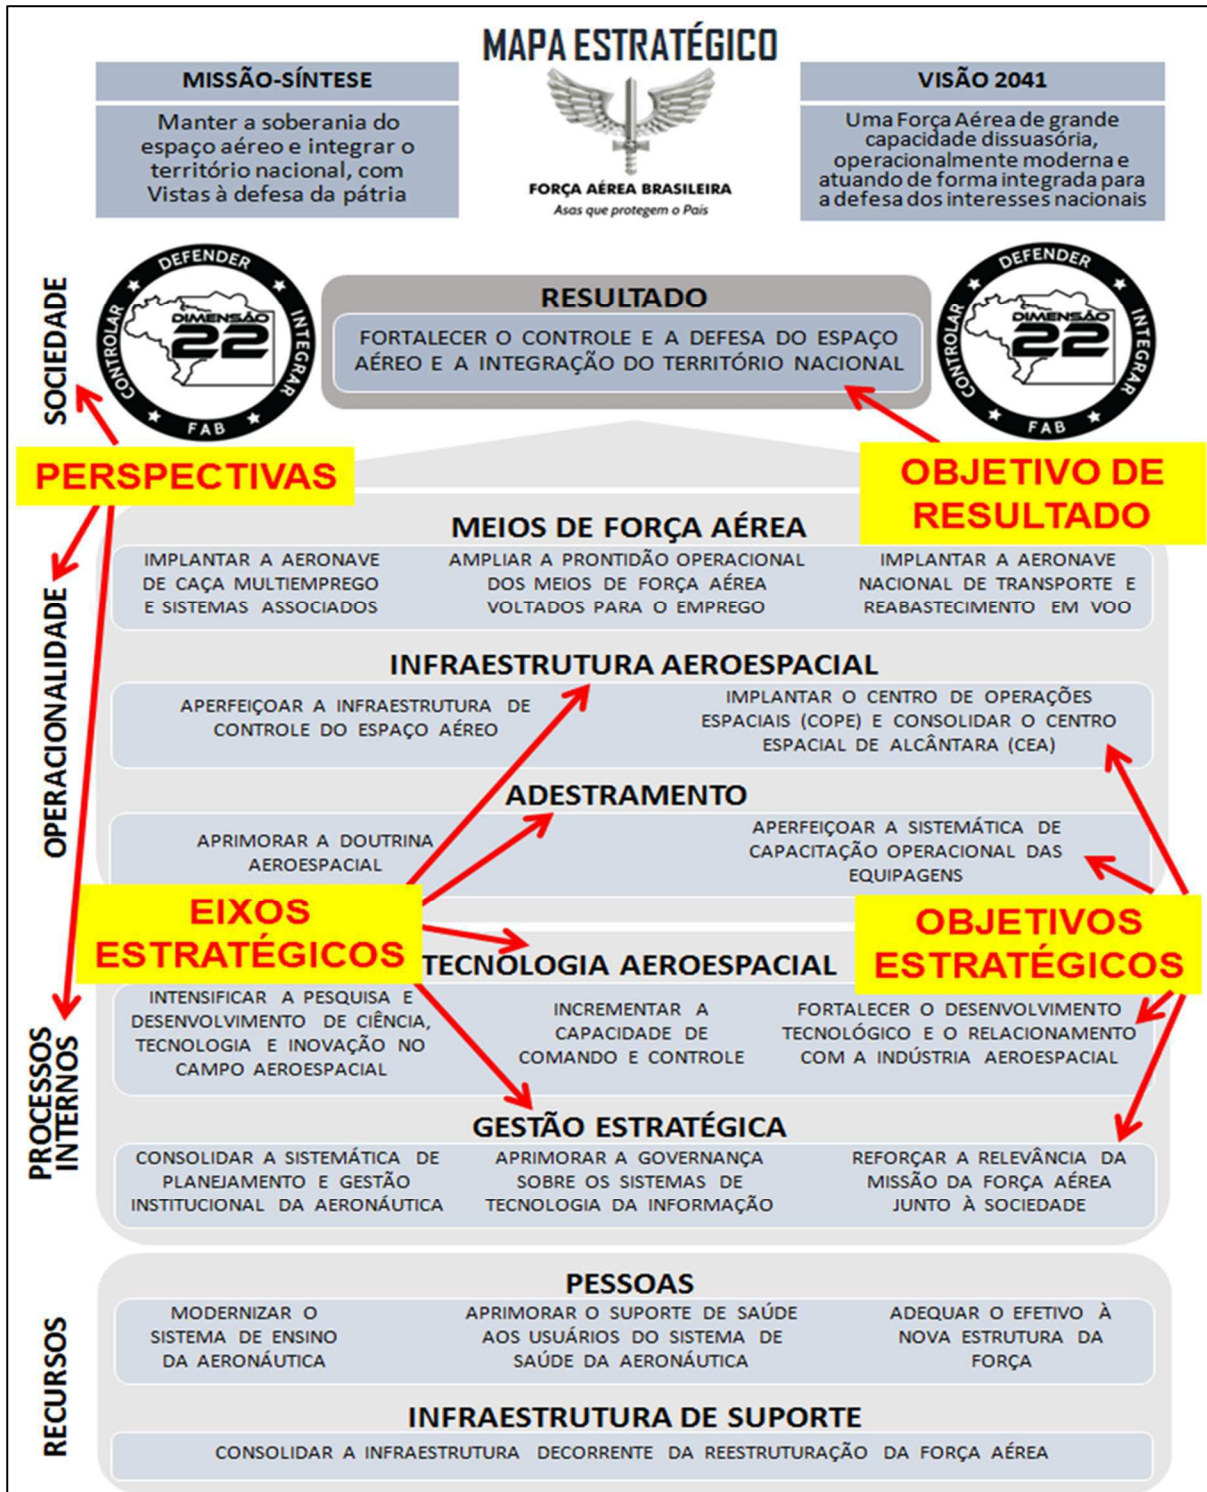 MAPA ESTRATÉGICO
MISSÃO-SÍNTESE
Manter a soberania do
espaço aéreo e integrar o
território nacional, com
Vistas à defesa da pátria
FORÇA AÉREA BRASILEIRA
Asas que protegem o País
VISÃO 2041
Uma Força Aérea de grande
capacidade dissuasória,
operacionalmente moderna e
atuando de forma integrada para
a defesa dos interesses nacionais
SOCIEDADE
DEFENDER
CONTROLAR
INTEGRAR
DIMENSÃO
22
FAB
RESULTADO
FORTALECER O CONTROLE E A DEFESA DO ESPAÇO
AÉREO E A INTEGRAÇÃO DO TERRITÓRIO NACIONAL
DEFENDER
CONTROLAR
INTEGRAR
DIMENSÃO
22
FAB
PERSPECTIVAS
OBJETIVO DE
RESULTADO
OPERACIONALIDADE
MEIOS DE FORÇA AÉREA
IMPLANTAR A AERONAVE
DE CAÇA MULTIEMPREGO
E SISTEMAS ASSOCIADOS
AMPLIAR A PRONTIDÃO OPERACIONAL
DOS MEIOS DE FORÇA AÉREA
VOLTADOS PARA O EMPREGO
IMPLANTAR A AERONAVE
NACIONAL DE TRANSPORTE E
REABASTECIMENTO EM VOO
INFRAESTRUTURA AEROESPACIAL
APERFEIÇOAR A INFRAESTRUTURA DE
CONTROLE DO ESPAÇO AÉREO
IMPLANTAR O CENTRO DE OPERAÇÕES
ESPACIAIS (COPE) E CONSOLIDAR O CENTRO
ESPACIAL DE ALCÂNTARA (CEA)
ADESTRAMENTO
APRIMORAR A DOUTRINA
AEROESPACIAL
APERFEIÇOAR A SISTEMÁTICA DE
CAPACITAÇÃO OPERACIONAL DAS
EQUIPAGENS
EIXOS
ESTRATÉGICOS
OBJETIVOS
ESTRATÉGICOS
PROCESSOS
INTERNOS
TECNOLOGIA AEROESPACIAL
INTENSIFICAR A PESQUISA E
DESENVOLVIMENTO DE CIÊNCIA,
TECNOLOGIA E INOVAÇÃO NO
CAMPO AEROESPACIAL
INCREMENTAR A
CAPACIDADE DE
COMANDO E CONTROLE
FORTALECER O DESENVOLVIMENTO
TECNOLÓGICO E O RELACIONAMENTO
COM A INDÚSTRIA AEROESPACIAL
GESTÃO ESTRATÉGICA
CONSOLIDAR A SISTEMÁTICA DE
PLANEJAMENTO E GESTÃO
INSTITUCIONAL DA AERONÁUTICA
APRIMORAR A GOVERNANÇA
SOBRE OS SISTEMAS DE
TECNOLOGIA DA INFORMAÇÃO
REFORÇAR A RELEVÂNCIA DA
MISSÃO DA FORÇA AÉREA
JUNTO À SOCIEDADE
RECURSOS
PESSOAS
MODERNIZAR O
SISTEMA DE ENSINO
DA AERONÁUTICA
APRIMORAR O SUPORTE DE SAÚDE
AOS USUÁRIOS DO SISTEMA DE
SAÚDE DA AERONÁUTICA
ADEQUAR O EFETIVO À
NOVA ESTRUTURA DA
FORÇA
INFRAESTRUTURA DE SUPORTE
CONSOLIDAR A INFRAESTRUTURA DECORRENTE DA REESTRUTURAÇÃO DA FORÇA AÉREA